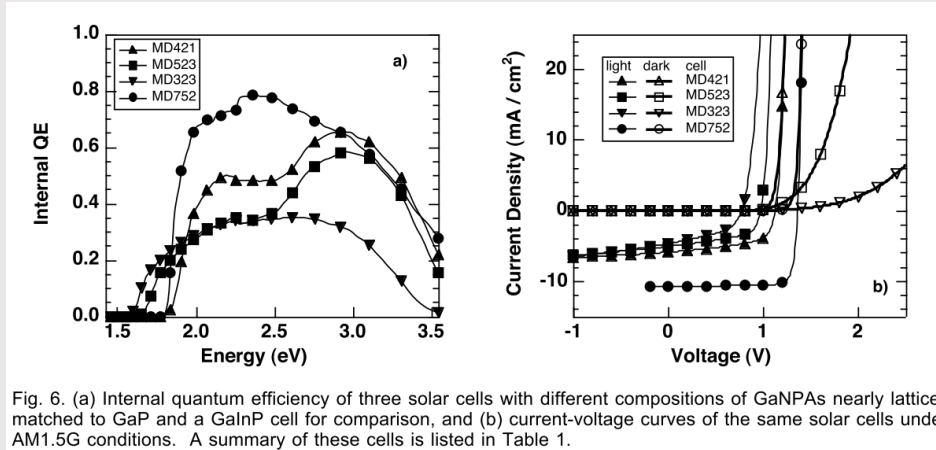 1.0
0.8
0.6
0.4
0.2
0.0
1.5 2.0 2.5 3.0 3.5
Energy (eV)
Internal QE
MD421
MD523
MD323
MD752
a)
20
10
0
-10
-1 0 1 2
Voltage (V)
Current Density (mA / cm2)
light dark cell
MD421
MD523
MD323
MD752
b)
Fig. 6. (a) Internal quantum efficiency of three solar cells with different compositions of GaNPAs nearly lattice
matched to GaP and a GaInP cell for comparison, and (b) current-voltage curves of the same solar cells unde
AM1.5G conditions. A summary of these cells is listed in Table 1.